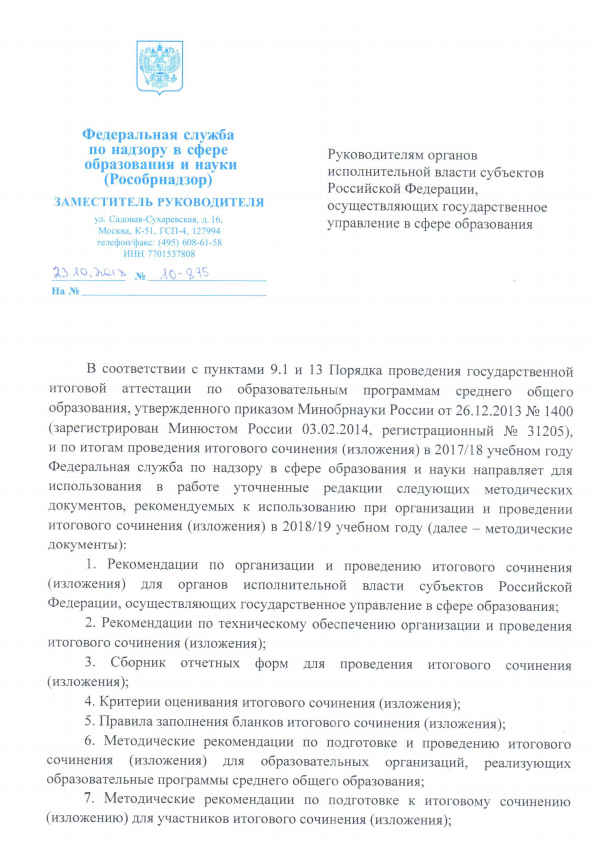 Федеральная служба
по надзору в сфере
образования и науки
(Рособрнадзор)
ЗАМЕСТИТЕЛЬ РУКОВОДИТЕЛЯ
ул. Садовая-Сухаревская, д. 16,
Москва, К-51, ГСП-4, 127994
телефон/факс: (495) 608-61-58
ИНН 7701537808
23.10.2018 № 10-875
На №
Руководителям органов
исполнительной власти субъектов
Российской Федерации,
осуществляющих государственное
управление в сфере образования
В соответствии с пунктами 9.1 и 13 Порядка проведения государственной
итоговой аттестации по образовательным программам среднего общего
образования, утвержденного приказом Минобрнауки России от 26.12.2013 № 1400
(зарегистрирован Минюстом России 03.02.2014, регистрационный № 31205),
и по итогам проведения итогового сочинения (изложения) в 2017/18 учебном году
Федеральная служба по надзору в сфере образования и науки направляет для
использования в работе уточненные редакции следующих методических
документов, рекомендуемых к использованию при организации и проведении
итогового сочинения (изложения) в 2018/19 учебном году (далее – методические
документы):
1. Рекомендации по организации и проведению итогового сочинения
(изложения) для органов исполнительной власти субъектов Российской
Федерации, осуществляющих государственное управление в сфере образования;
2. Рекомендации по техническому обеспечению организации и проведения
итогового сочинения (изложения);
3. Сборник отчетных форм для проведения итогового сочинения
(изложения);
4. Критерии оценивания итогового сочинения (изложения);
5. Правила заполнения бланков итогового сочинения (изложения);
6. Методические рекомендации по подготовке и проведению итогового
сочинения (изложения) для образовательных организаций, реализующих
образовательные программы среднего общего образования;
7. Методические рекомендации по подготовке к итоговому сочинению
(изложению) для участников итогового сочинения (изложения);